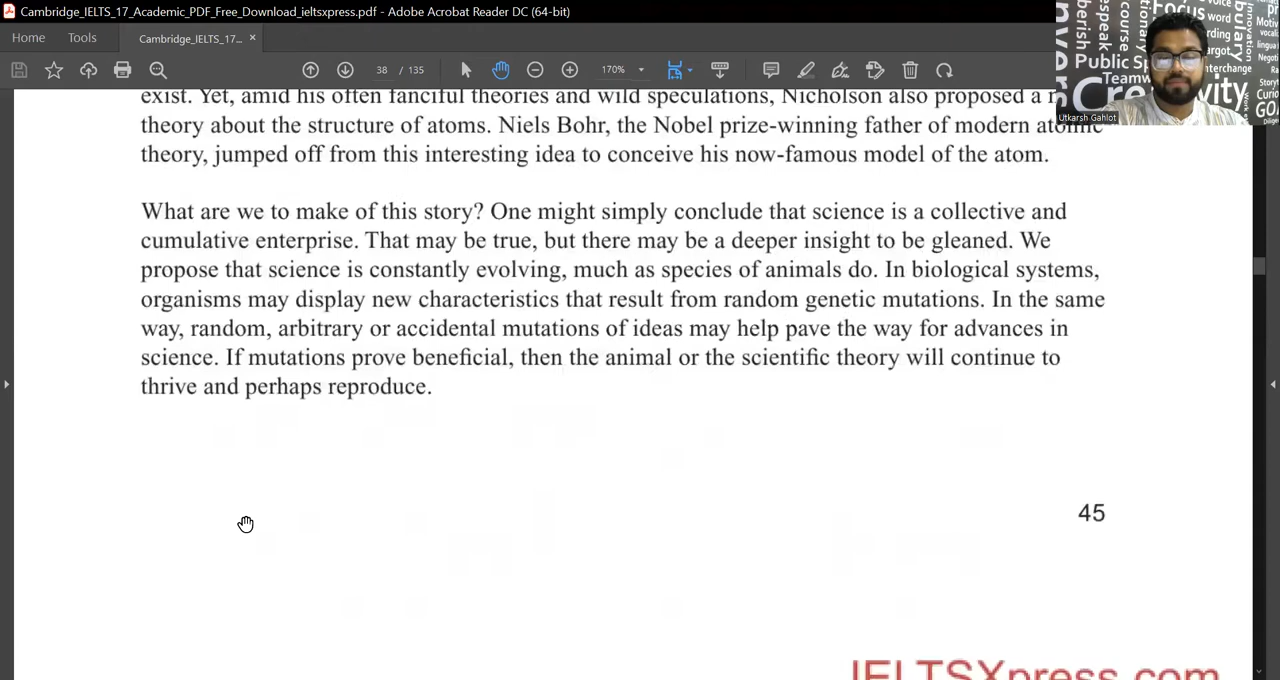 Cambridge_IELTS_17_Academic_PDF_Free_Download_ieltsxpress.pdf - Adobe Acrobat Reader DC (64-bit)
Home Tools Cambridge_IELTS_17... ×
38 / 135 170%
exist. Yet, amid his often fanciful theories and wild speculations, Nicholson also proposed a
theory about the structure of atoms. Niels Bohr, the Nobel prize-winning father of modern atomic
theory, jumped off from this interesting idea to conceive his now-famous model of the atom.
What are we to make of this story? One might simply conclude that science is a collective and
cumulative enterprise. That may be true, but there may be a deeper insight to be gleaned. We
propose that science is constantly evolving, much as species of animals do. In biological systems,
organisms may display new characteristics that result from random genetic mutations. In the same
way, random, arbitrary or accidental mutations of ideas may help pave the way for advances in
science. If mutations prove beneficial, then the animal or the scientific theory will continue to
thrive and perhaps reproduce.
45
IELTSXpress.com
Focus
word
speak
course
Public
Utkarsh Gahlot